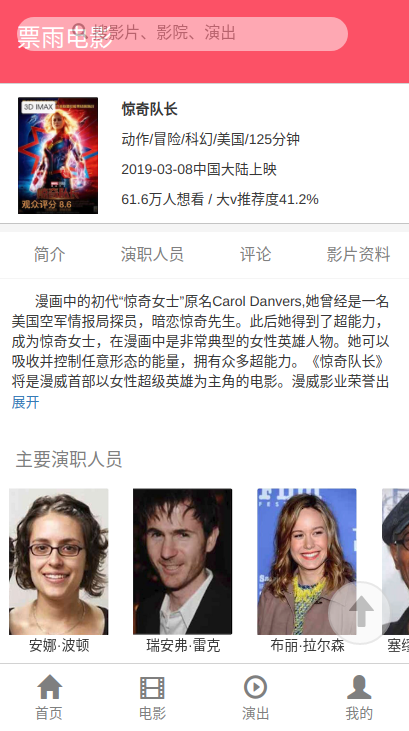 票雨电影
搜影片、影院、演出
3D IMAX
观众评分 8.6
惊奇队长
动作/冒险/科幻/美国/125分钟
2019-03-08中国大陆上映
61.6万人想看 / 大v推荐度41.2%
简介 演职人员 评论 影片资料
漫画中的初代“惊奇女士”原名Carol Danvers,她曾经是一名
美国空军情报局探员，暗恋惊奇先生。此后她得到了超能力，
成为惊奇女士，在漫画中是非常典型的女性英雄人物。她可以
吸收并控制任意形态的能量，拥有众多超能力。《惊奇队长》
将是漫威首部以女性超级英雄为主角的电影。漫威影业荣誉出
展开
主要演职人员
安娜·波顿 瑞安弗·雷克 布丽·拉尔森
首页 电影 演出 我的